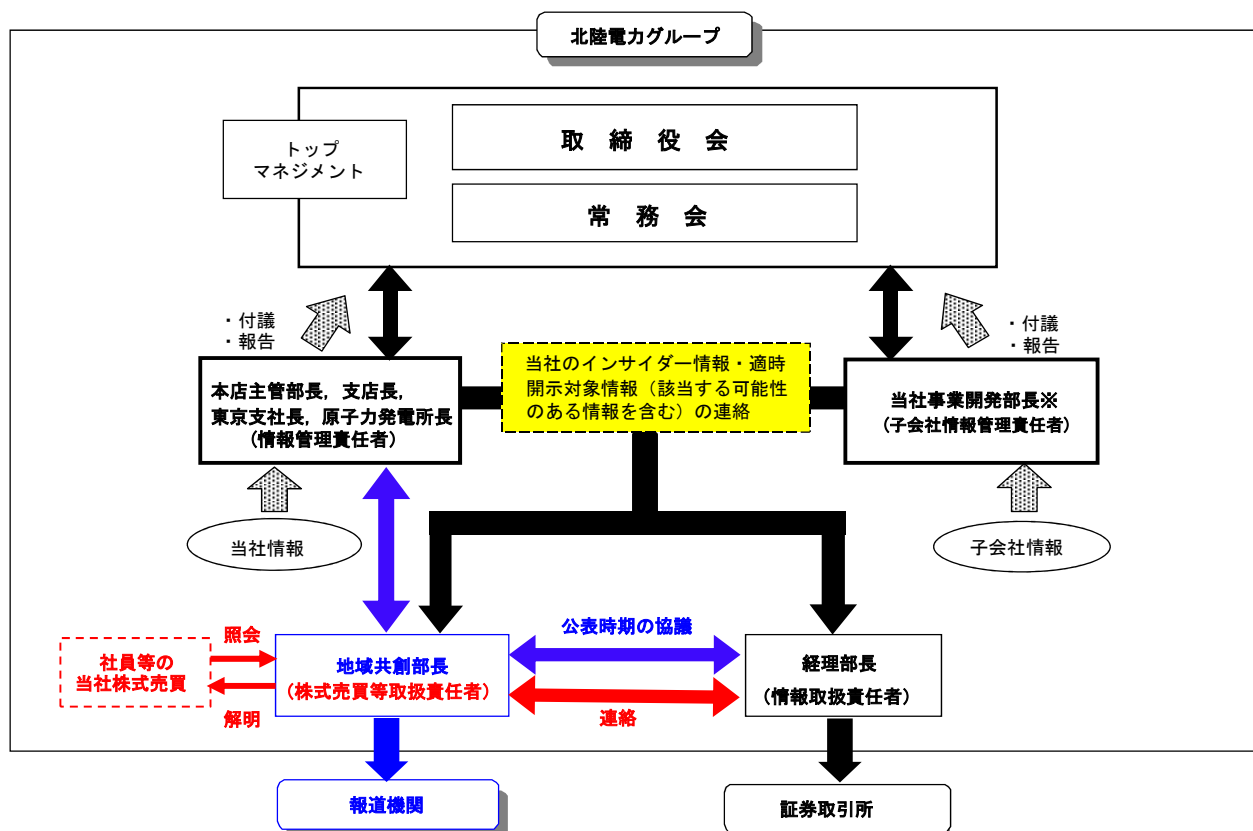 北陸電力グループ
トップ
マネジメント
取 締 役 会
常 務 会
・付議
・報告
・付議
・報告
本店主管部長，支店長，
東京支社長，原子力発電所長
（情報管理責任者）
当社のインサイダー情報・適時
開示対象情報（該当する可能性
のある情報を含む）の連絡
当社事業開発部長※
（子会社情報管理責任者）
当社情報
子会社情報
照会
社員等の
当社株式売買
解明
地域共創部長
（株式売買等取扱責任者）
公表時期の協議
連絡
経理部長
（情報取扱責任者）
報道機関
証券取引所